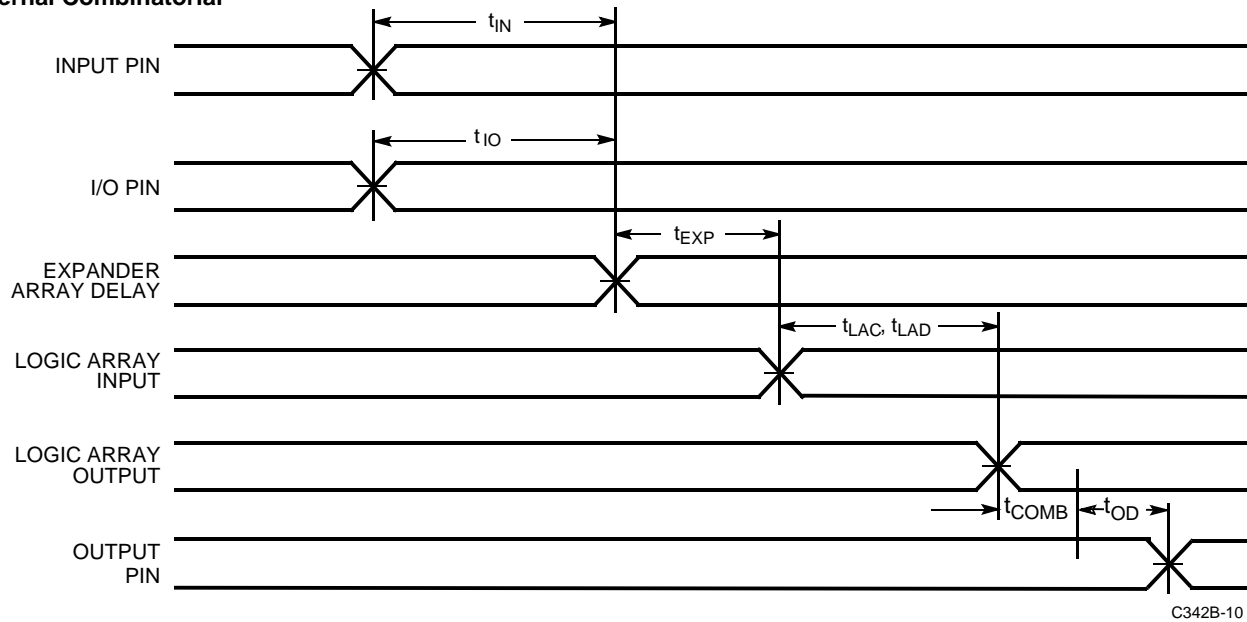 Combinatorial
tIN
INPUT PIN
tIO
I/O PIN
tEXP
EXPANDER
ARRAY DELAY
tLAC, tLAD
LOGIC ARRAY
INPUT
LOGIC ARRAY
OUTPUT
tCOMB
tOD
OUTPUT
PIN
C342B-10